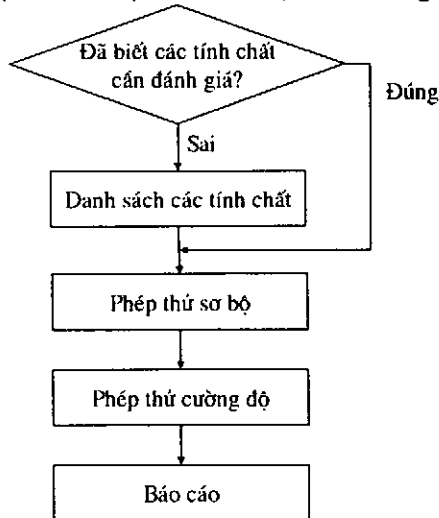 Đã biết các tính chất
cần đánh giá?
Đúng
Sai
Danh sách các tính chất
Phép thử sơ bộ
Phép thử cường độ
Báo cáo